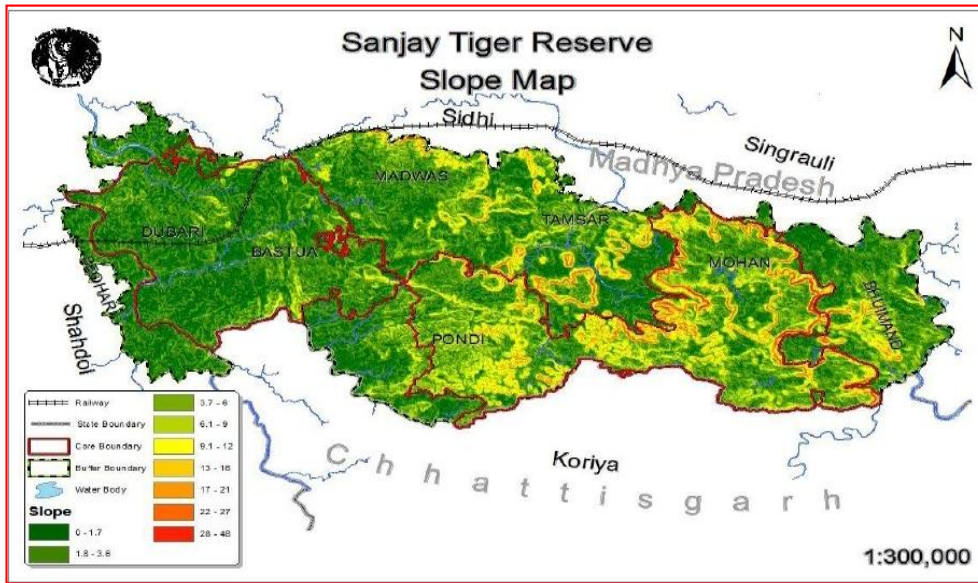 Sanjay Tiger Reserve
Slope Map
N
Sidhi
Singrauli
Madhya Pradesh
MADWAS
TAMSAR
DUBARI
BASTUA
MOHAN
BHUIMAND
Shahdol
PONDI
Koriya
Chhattisgarh
Railway
State Boundary
Core Boundary
Buffer Boundary
Water Body
Slope
0 - 1.7
1.8 - 3.6
3.7 - 6
6.1 - 9
9.1 - 12
13 - 16
17 - 21
22 - 27
28 - 48
1:300,000